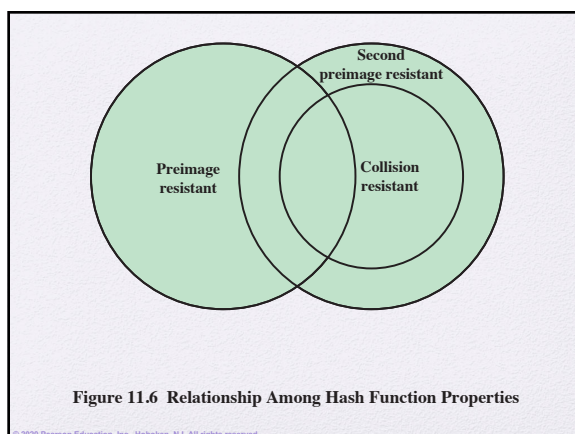 Second
preimage resistant
Preimage
resistant
Collision
resistant
Figure 11.6 Relationship Among Hash Function Properties
© 2020 Pearson Education, Inc., Hoboken, NJ. All rights reserved.